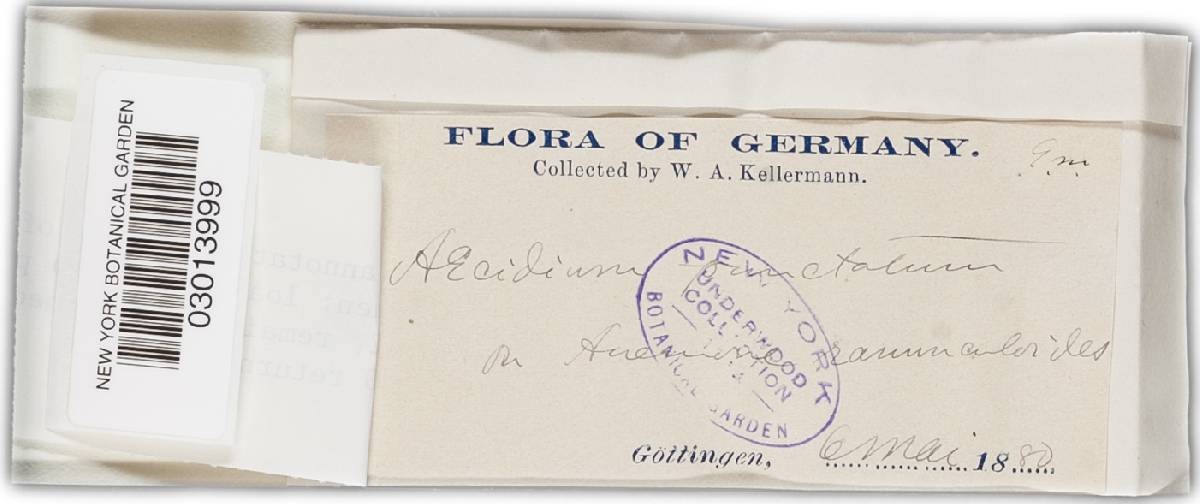 NEW YORK BOTANICAL GARDEN
03013999
FLORA OF GERMANY.
Collected by W. A. Kellermann.
AEcidium punctatum
on Anemone ranunculoides
NEW YORK
UNDERWOOD
COLLECTION
BOTANICAL GARDEN
Göttingen, 6 Mai 1880